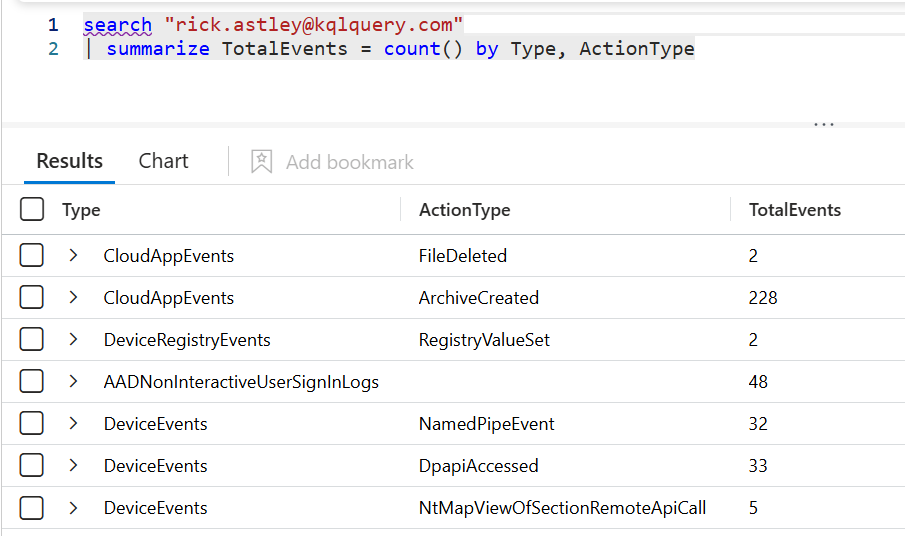 1 search "rick.astley@kqlquery.com"
2 | summarize TotalEvents = count() by Type, ActionType
...
Results Chart Add bookmark
Type ActionType TotalEvents
> CloudAppEvents FileDeleted 2
> CloudAppEvents ArchiveCreated 228
> DeviceRegistryEvents RegistryValueSet 2
> AADNonInteractiveUserSignInLogs 48
> DeviceEvents NamedPipeEvent 32
> DeviceEvents DpapiAccessed 33
> DeviceEvents NtMapViewOfSectionRemoteApiCall 5